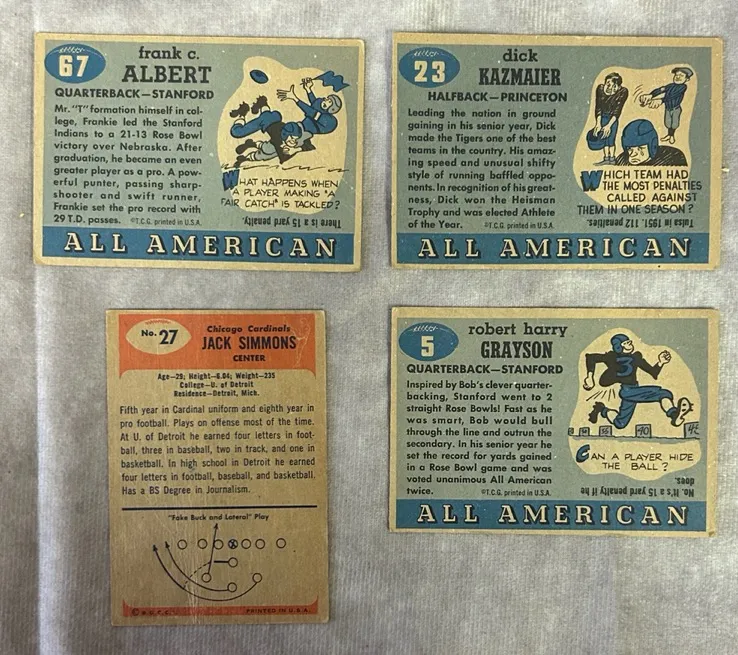 67
frank c.
ALBERT
QUARTERBACK—STANFORD
Mr. "T" formation himself in col-
lege, Frankie led the Stanford
Indians to a 21-13 Rose Bowl
victory over Nebraska. After
graduation, he became an even
greater player as a pro. A pow-
erful punter, passing sharp-
shooter and swift runner,
Frankie set the pro record with
29 T.D. passes. ©T.C.G. printed in U.S.A.
WHAT HAPPENS WHEN
A PLAYER MAKING "A
FAIR CATCH" IS TACKLED?
There is a 15 yard penalty.
ALL AMERICAN
23
dick
KAZMAIER
HALFBACK—PRINCETON
Leading the nation in ground
gaining in his senior year, Dick
made the Tigers one of the best
teams in the country. His amaz-
ing speed and unusual shifty
style of running baffled oppo-
nents. In recognition of his great-
ness, Dick won the Heisman
Trophy and was elected Athlete
of the Year. ©T.C.G. printed in U.S.A.
WHICH TEAM HAD
THE MOST PENALTIES
CALLED AGAINST
THEM IN ONE SEASON?
Tulsa in 1951. 112 penalties.
ALL AMERICAN
No. 27
Chicago Cardinals
JACK SIMMONS
CENTER
Age—29; Height—6.04; Weight—235
College—U. of Detroit
Residence—Detroit, Mich.
Fifth year in Cardinal uniform and eighth year in
pro football. Plays on offense most of the time.
At U. of Detroit he earned four letters in foot-
ball, three in baseball, two in track, and one in
basketball. In high school in Detroit he earned
four letters in football, baseball, and basketball.
Has a BS Degree in Journalism.
"Fake Buck and Lateral" Play
X
© B.G.H.L.I. PRINTED IN U.S.A.
5
robert harry
GRAYSON
QUARTERBACK—STANFORD
Inspired by Bob's clever quarter-
backing, Stanford went to 2
straight Rose Bowls! Fast as he
was smart, Bob would bull
through the line and outrun the
secondary. In his senior year he
set the record for yards gained
in a Rose Bowl game and was
voted unanimous All American
twice. ©T.C.G. printed in U.S.A.
3
CAN A PLAYER HIDE
THE BALL?
No. It's a 15 yard penalty if he
does.
ALL AMERICAN